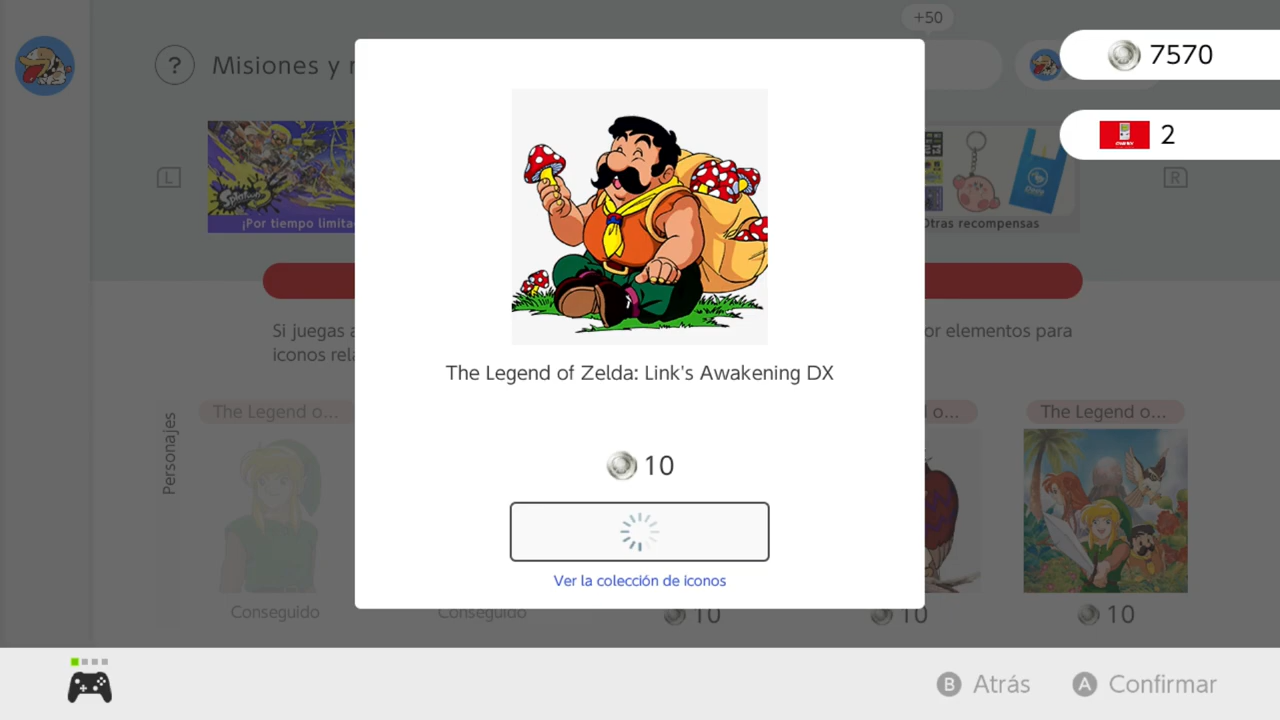 +50
7570
? Misiones y r
2
L
R
Splatoon
¡Por tiempo limita
Otras recompensas
Si juegas a
or elementos para
iconos rela
The Legend of Zelda: Link's Awakening DX
Personajes
The Legend o...
d o...
The Legend o...
10
Ver la colección de iconos
Conseguido
Conseguido
10
10
10
B Atrás
A Confirmar